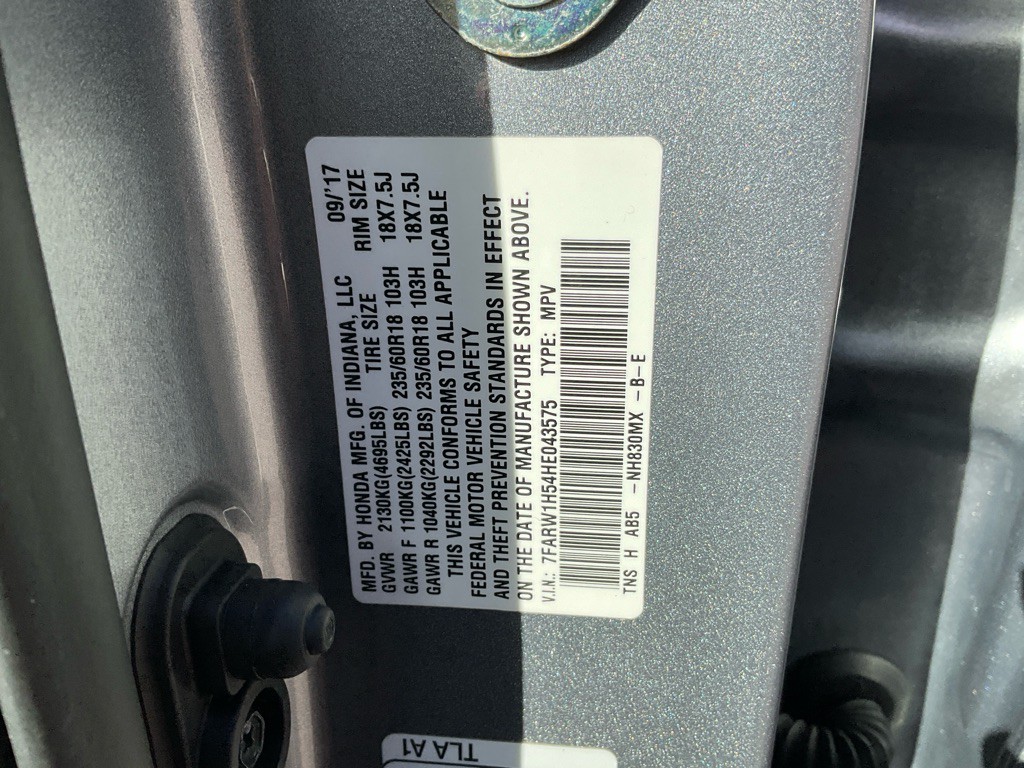 MFD. BY HONDA MFG. OF INDIANA, LLC 09/'17
TIRE SIZE RIM SIZE
GVWR 2130KG(4695LBS)
GAWR F 1100KG(2425LBS) 235/60R18 103H 18X7.5J
GAWR R 1040KG(2292LBS) 235/60R18 103H 18X7.5J
THIS VEHICLE CONFORMS TO ALL APPLICABLE
FEDERAL MOTOR VEHICLE SAFETY
AND THEFT PREVENTION STANDARDS IN EFFECT
ON THE DATE OF MANUFACTURE SHOWN ABOVE.
V.I.N.: 7FARW1H54HE043575 TYPE: MPV
TNS H AB5 -NH830MX -B-E
TLA A1